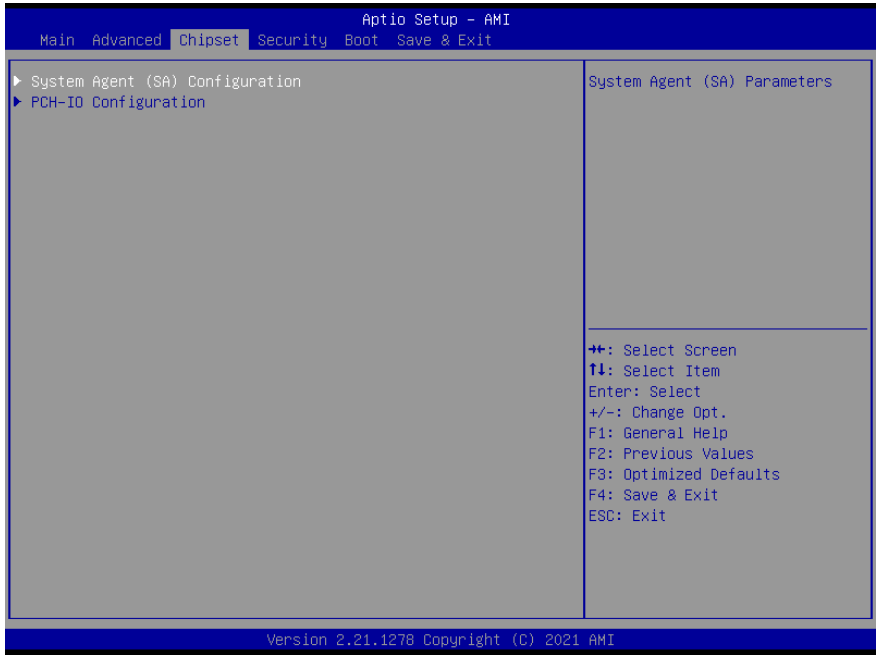 Aptio Setup – AMI
Main Advanced Chipset Security Boot Save & Exit
▶ System Agent (SA) Configuration
▶ PCH-IO Configuration
System Agent (SA) Parameters
→←: Select Screen
↑↓: Select Item
Enter: Select
+/-: Change Opt.
F1: General Help
F2: Previous Values
F3: Optimized Defaults
F4: Save & Exit
ESC: Exit
Version 2.21.1278 Copyright (C) 2021 AMI